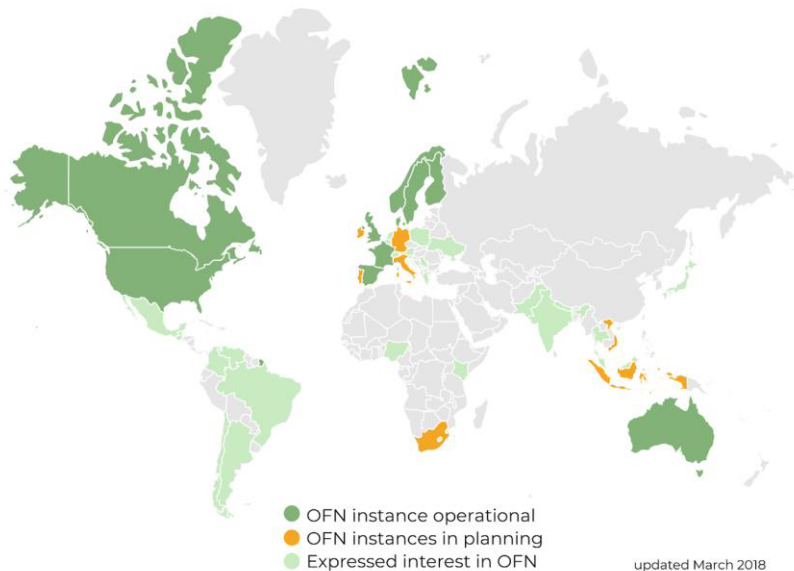 OFN instance operational
OFN instances in planning
Expressed interest in OFN
updated March 2018